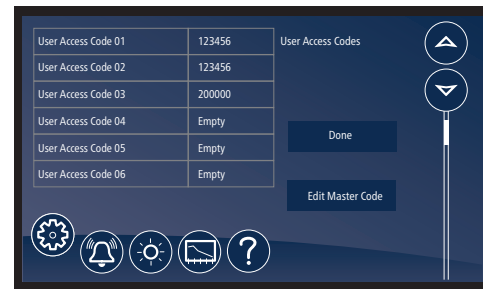 User Access Code 01 123456 User Access Codes
User Access Code 02 123456
User Access Code 03 200000
User Access Code 04 Empty
User Access Code 05 Empty
User Access Code 06 Empty
Done
Edit Master Code
?